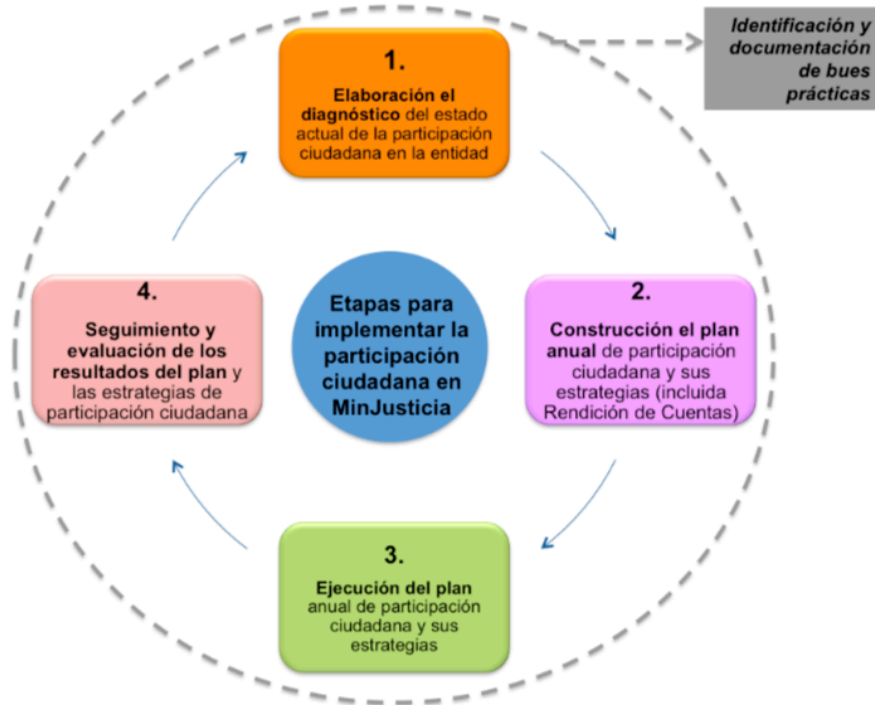 Identificación y
documentación
de bues
prácticas
1.
Elaboración el
diagnóstico del estado
actual de la participación
ciudadana en la entidad
4.
Seguimiento y
evaluación de los
resultados del plan y
las estrategias de
participación ciudadana
Etapas para
implementar la
participación
ciudadana en
MinJusticia
2.
Construcción el plan
anual de participación
ciudadana y sus
estrategias (incluida
Rendición de Cuentas)
3.
Ejecución del plan
anual de participación
ciudadana y sus
estrategias